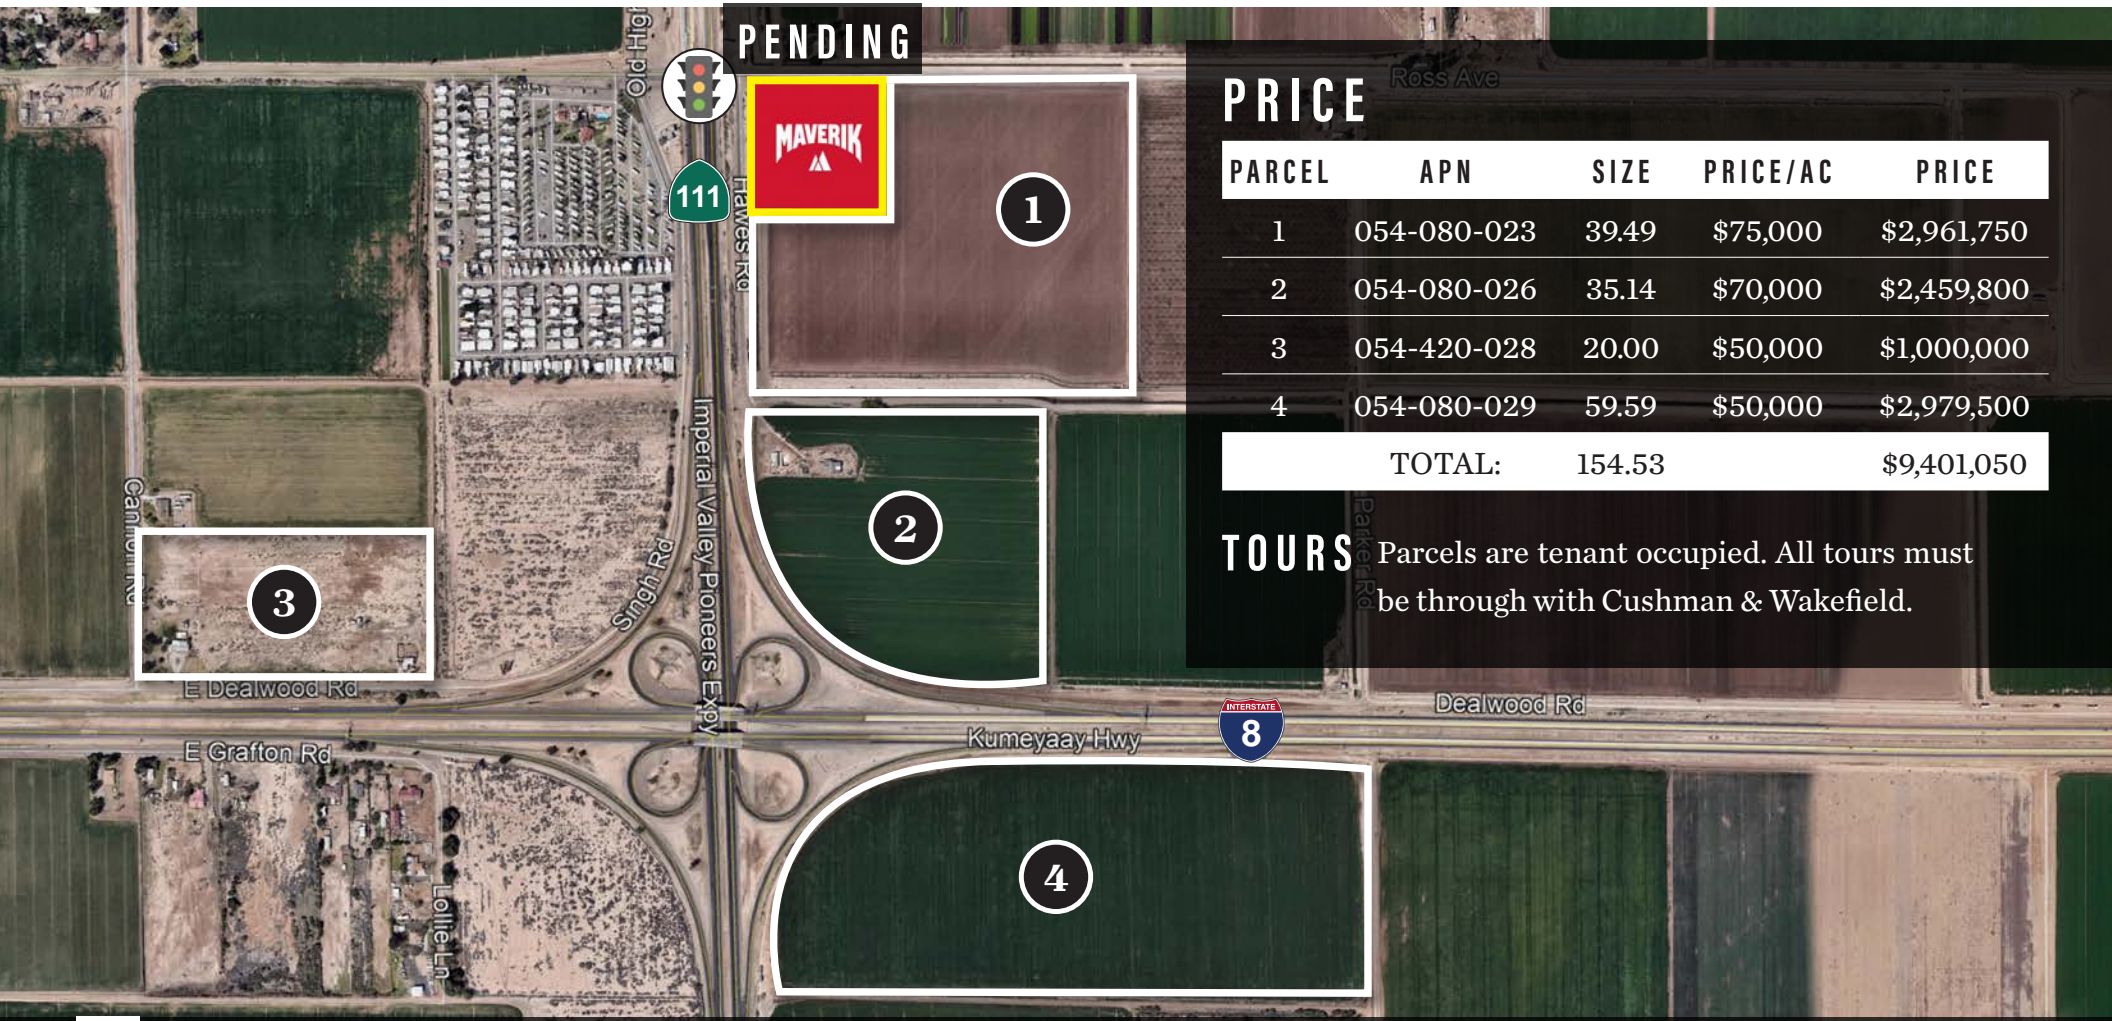 PENDING
Old High
MAVERIK
111
Hawes Rd
1
Imperial Valley Pioneers Expy
2
Singh Rd
3
E Dealwood Rd
E Grafton Rd
Lollie Ln
Kumeyaay Hwy
INTERSTATE
8
Dealwood Rd
4
Ross Ave
Parker Rd
PRICE
PARCEL APN SIZE PRICE/AC PRICE
1 054-080-023 39.49 $75,000 $2,961,750
2 054-080-026 35.14 $70,000 $2,459,800
3 054-420-028 20.00 $50,000 $1,000,000
4 054-080-029 59.59 $50,000 $2,979,500
TOTAL: 154.53 $9,401,050
TOURS Parcels are tenant occupied. All tours must
be through with Cushman & Wakefield.